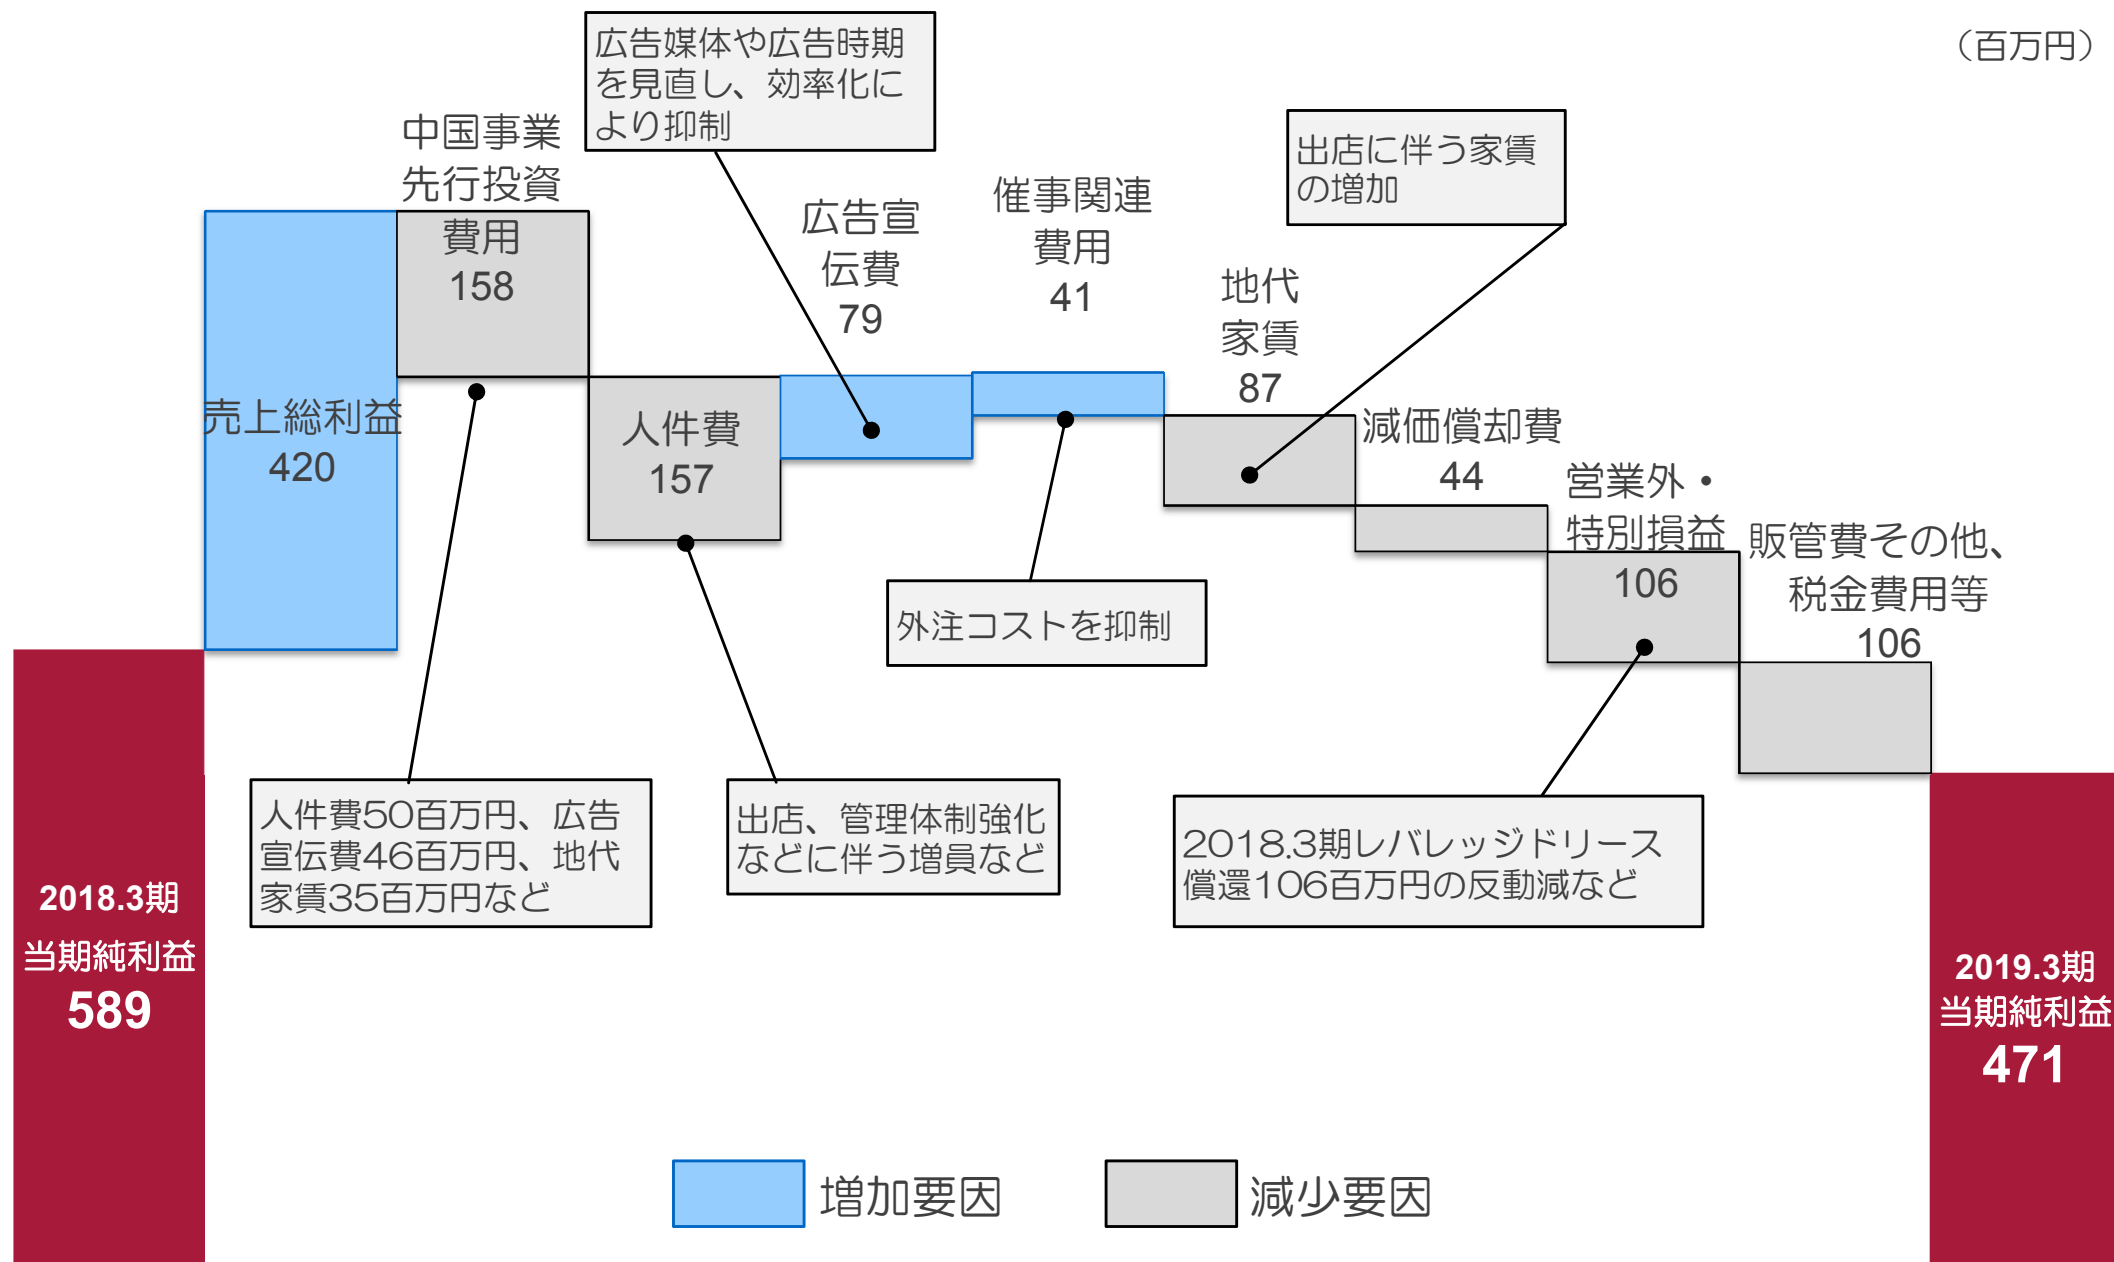 （百万円）
広告媒体や広告時期
を見直し、効率化に
より抑制
中国事業
先行投資
費用
158
出店に伴う家賃
の増加
催事関連
費用
41
広告宣
伝費
79
地代
家賃
87
売上総利益
420
人件費
157
減価償却費
44
営業外・
特別損益
106
販管費その他、
税金費用等
106
外注コストを抑制
人件費50百万円、広告
宣伝費46百万円、地代
家賃35百万円など
出店、管理体制強化
などに伴う増員など
2018.3期レバレッジドリース
償還106百万円の反動減など
2018.3期
当期純利益
589
2019.3期
当期純利益
471
増加要因
減少要因